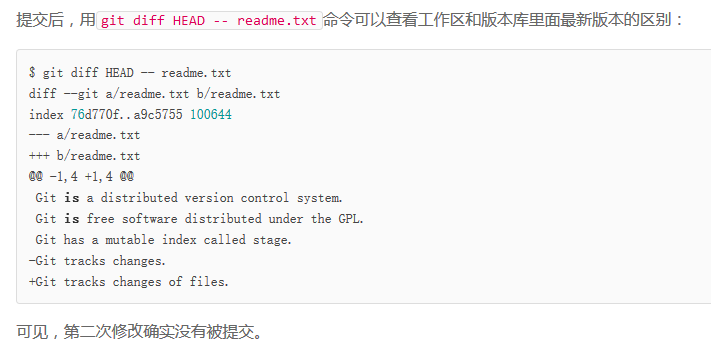 提交后，用git diff HEAD -- readme.txt命令可以查看工作区和版本库里面最新版本的区别：
$ git diff HEAD -- readme.txt
diff --git a/readme.txt b/readme.txt
index 76d770f..a9c5755 100644
--- a/readme.txt
+++ b/readme.txt
@@ -1,4 +1,4 @@
 Git is a distributed version control system.
 Git is free software distributed under the GPL.
 Git has a mutable index called stage.
-Git tracks changes.
+Git tracks changes of files.
可见，第二次修改确实没有被提交。